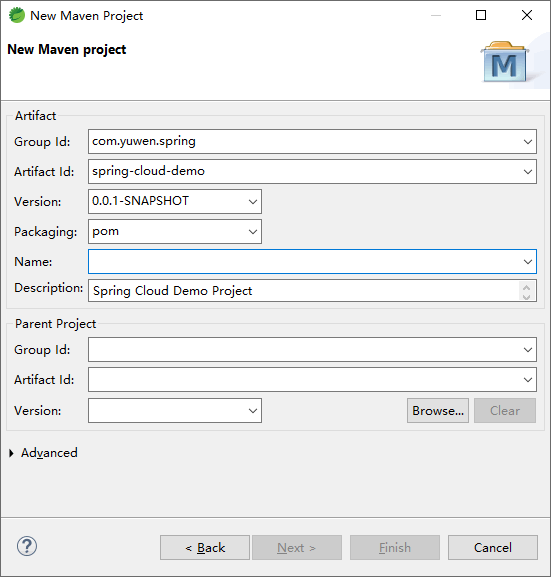 New Maven Project
New Maven project
M
Artifact
Group Id: com.yuwen.spring
Artifact Id: spring-cloud-demo
Version: 0.0.1-SNAPSHOT
Packaging: pom
Name:
Description: Spring Cloud Demo Project
Parent Project
Group Id:
Artifact Id:
Version: Browse... Clear
Advanced
? < Back Next > Finish Cancel